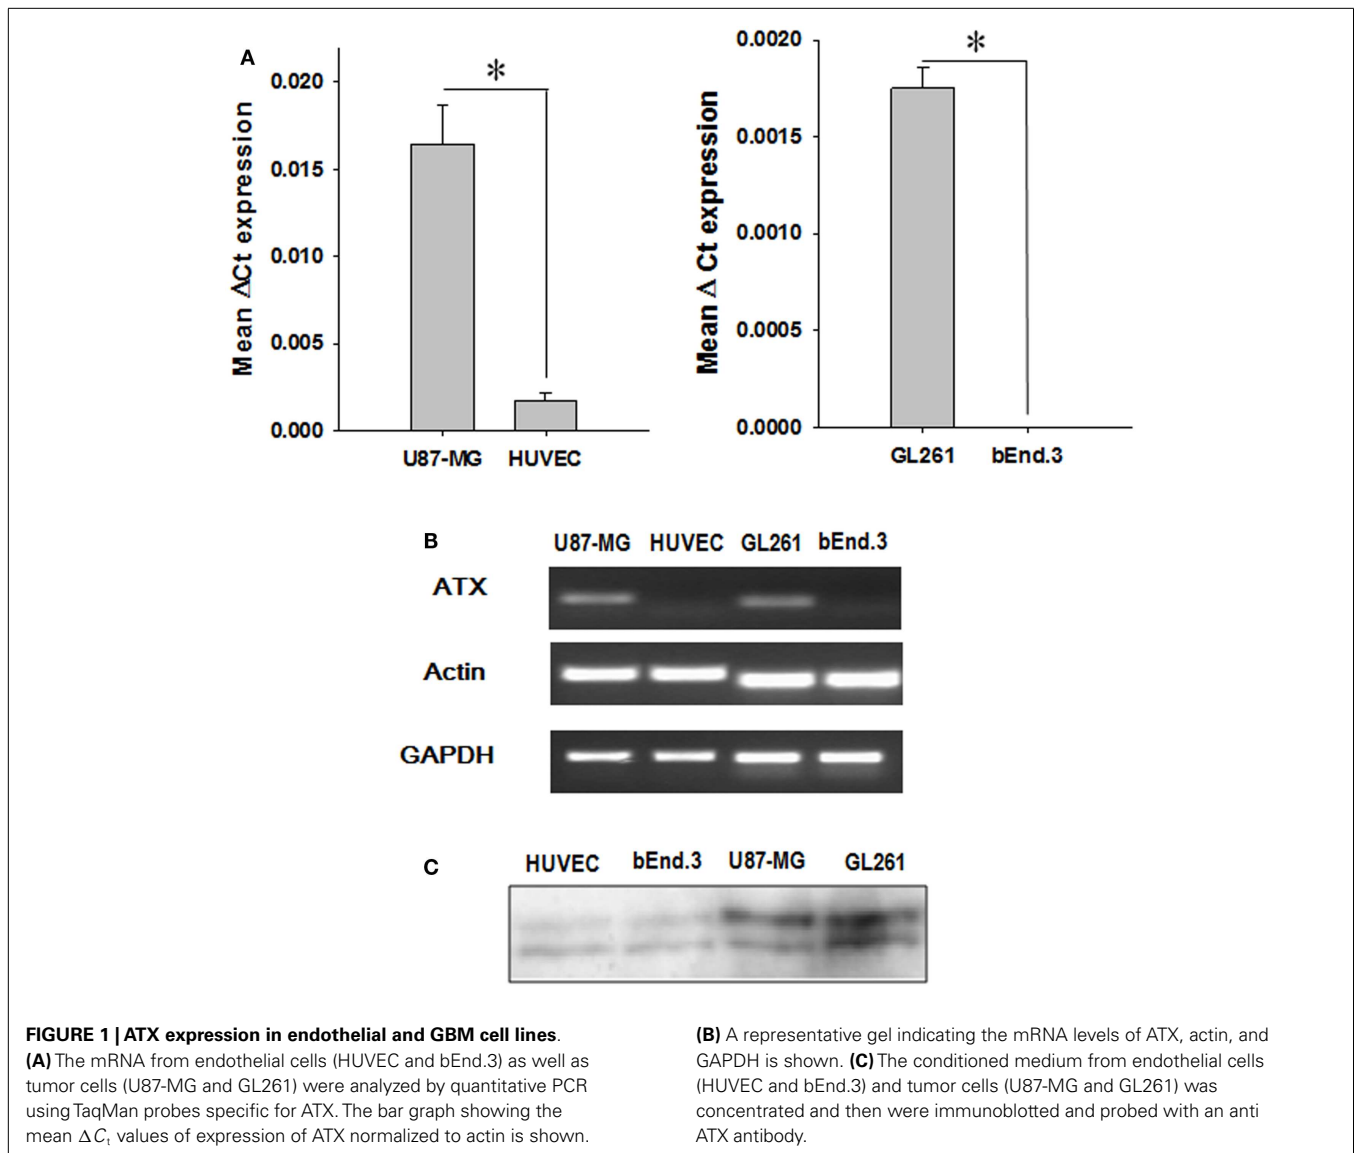 A
Mean ΔCt expression
0.020
0.015
0.010
0.005
0.000
*
U87-MG HUVEC
Mean Δ Ct expression
0.0020
0.0015
0.0010
0.0005
0.0000
*
GL261 bEnd.3
B
U87-MG HUVEC GL261 bEnd.3
ATX
Actin
GAPDH
C
HUVEC bEnd.3 U87-MG GL261
FIGURE 1 | ATX expression in endothelial and GBM cell lines.
(A) The mRNA from endothelial cells (HUVEC and bEnd.3) as well as
tumor cells (U87-MG and GL261) were analyzed by quantitative PCR
using TaqMan probes specific for ATX. The bar graph showing the
mean ΔCt values of expression of ATX normalized to actin is shown.
(B) A representative gel indicating the mRNA levels of ATX, actin, and
GAPDH is shown. (C) The conditioned medium from endothelial cells
(HUVEC and bEnd.3) and tumor cells (U87-MG and GL261) was
concentrated and then were immunoblotted and probed with an anti
ATX antibody.